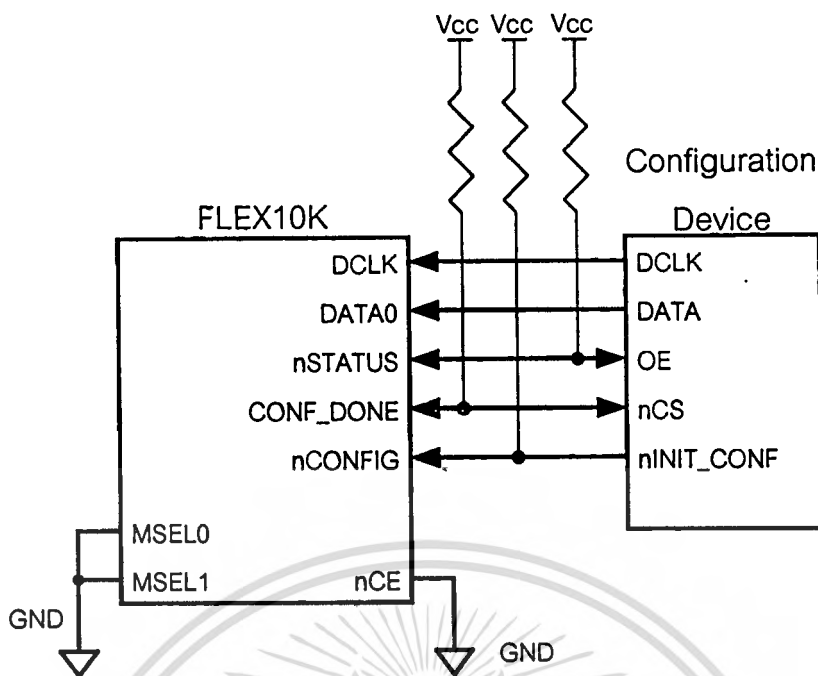 Vcc Vcc Vcc
Configuration
FLEX10K
Device
DCLK
DCLK
DATA0
DATA
nSTATUS
OE
CONF_DONE
nCS
nCONFIG
nINIT_CONF
MSEL0
MSEL1
nCE
GND
GND